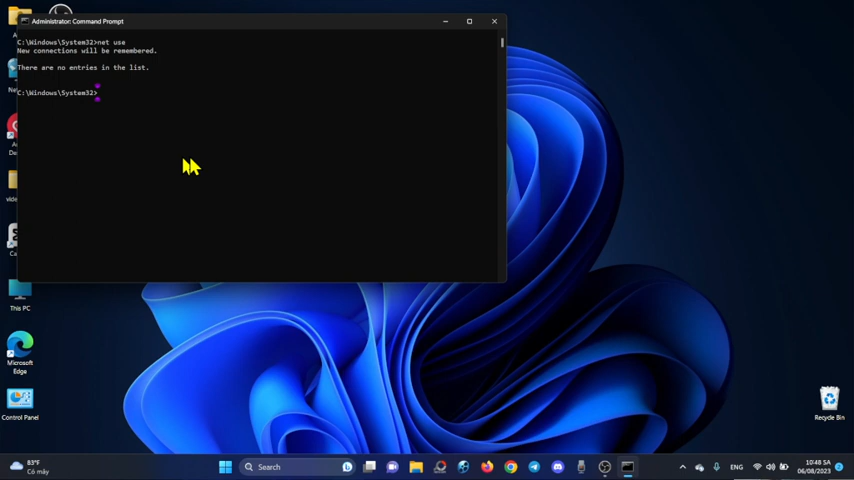 Administrator: Command Prompt
C:\Windows\System32>net use
New connections will be remembered.
There are no entries in the list.
C:\Windows\System32>
This PC
Microsoft
Edge
Control Panel
Recycle Bin
83°F
Có mây
Search
ENG
10:48 SA
06/08/2023
2